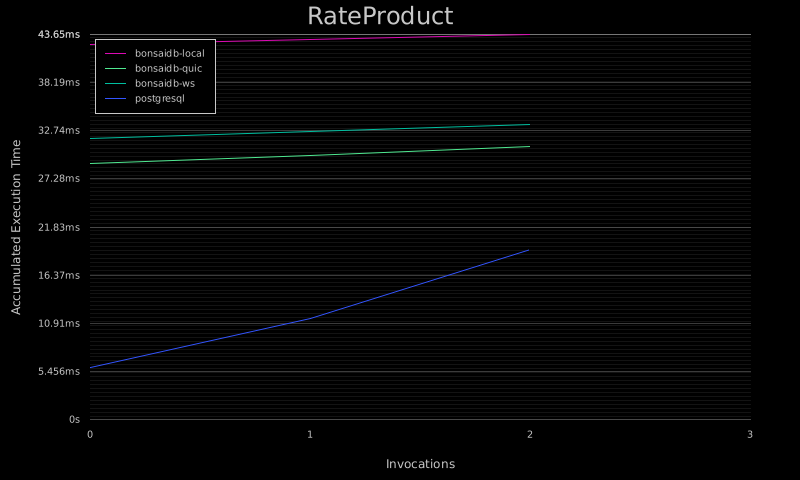 RateProduct
43.65ms
38.19ms
32.74ms
27.28ms
21.83ms
16.37ms
10.91ms
5.456ms
0s
bonsaidb-local
bonsaidb-quic
bonsaidb-ws
postgresql
Accumulated Execution Time
0 1 2 3
Invocations